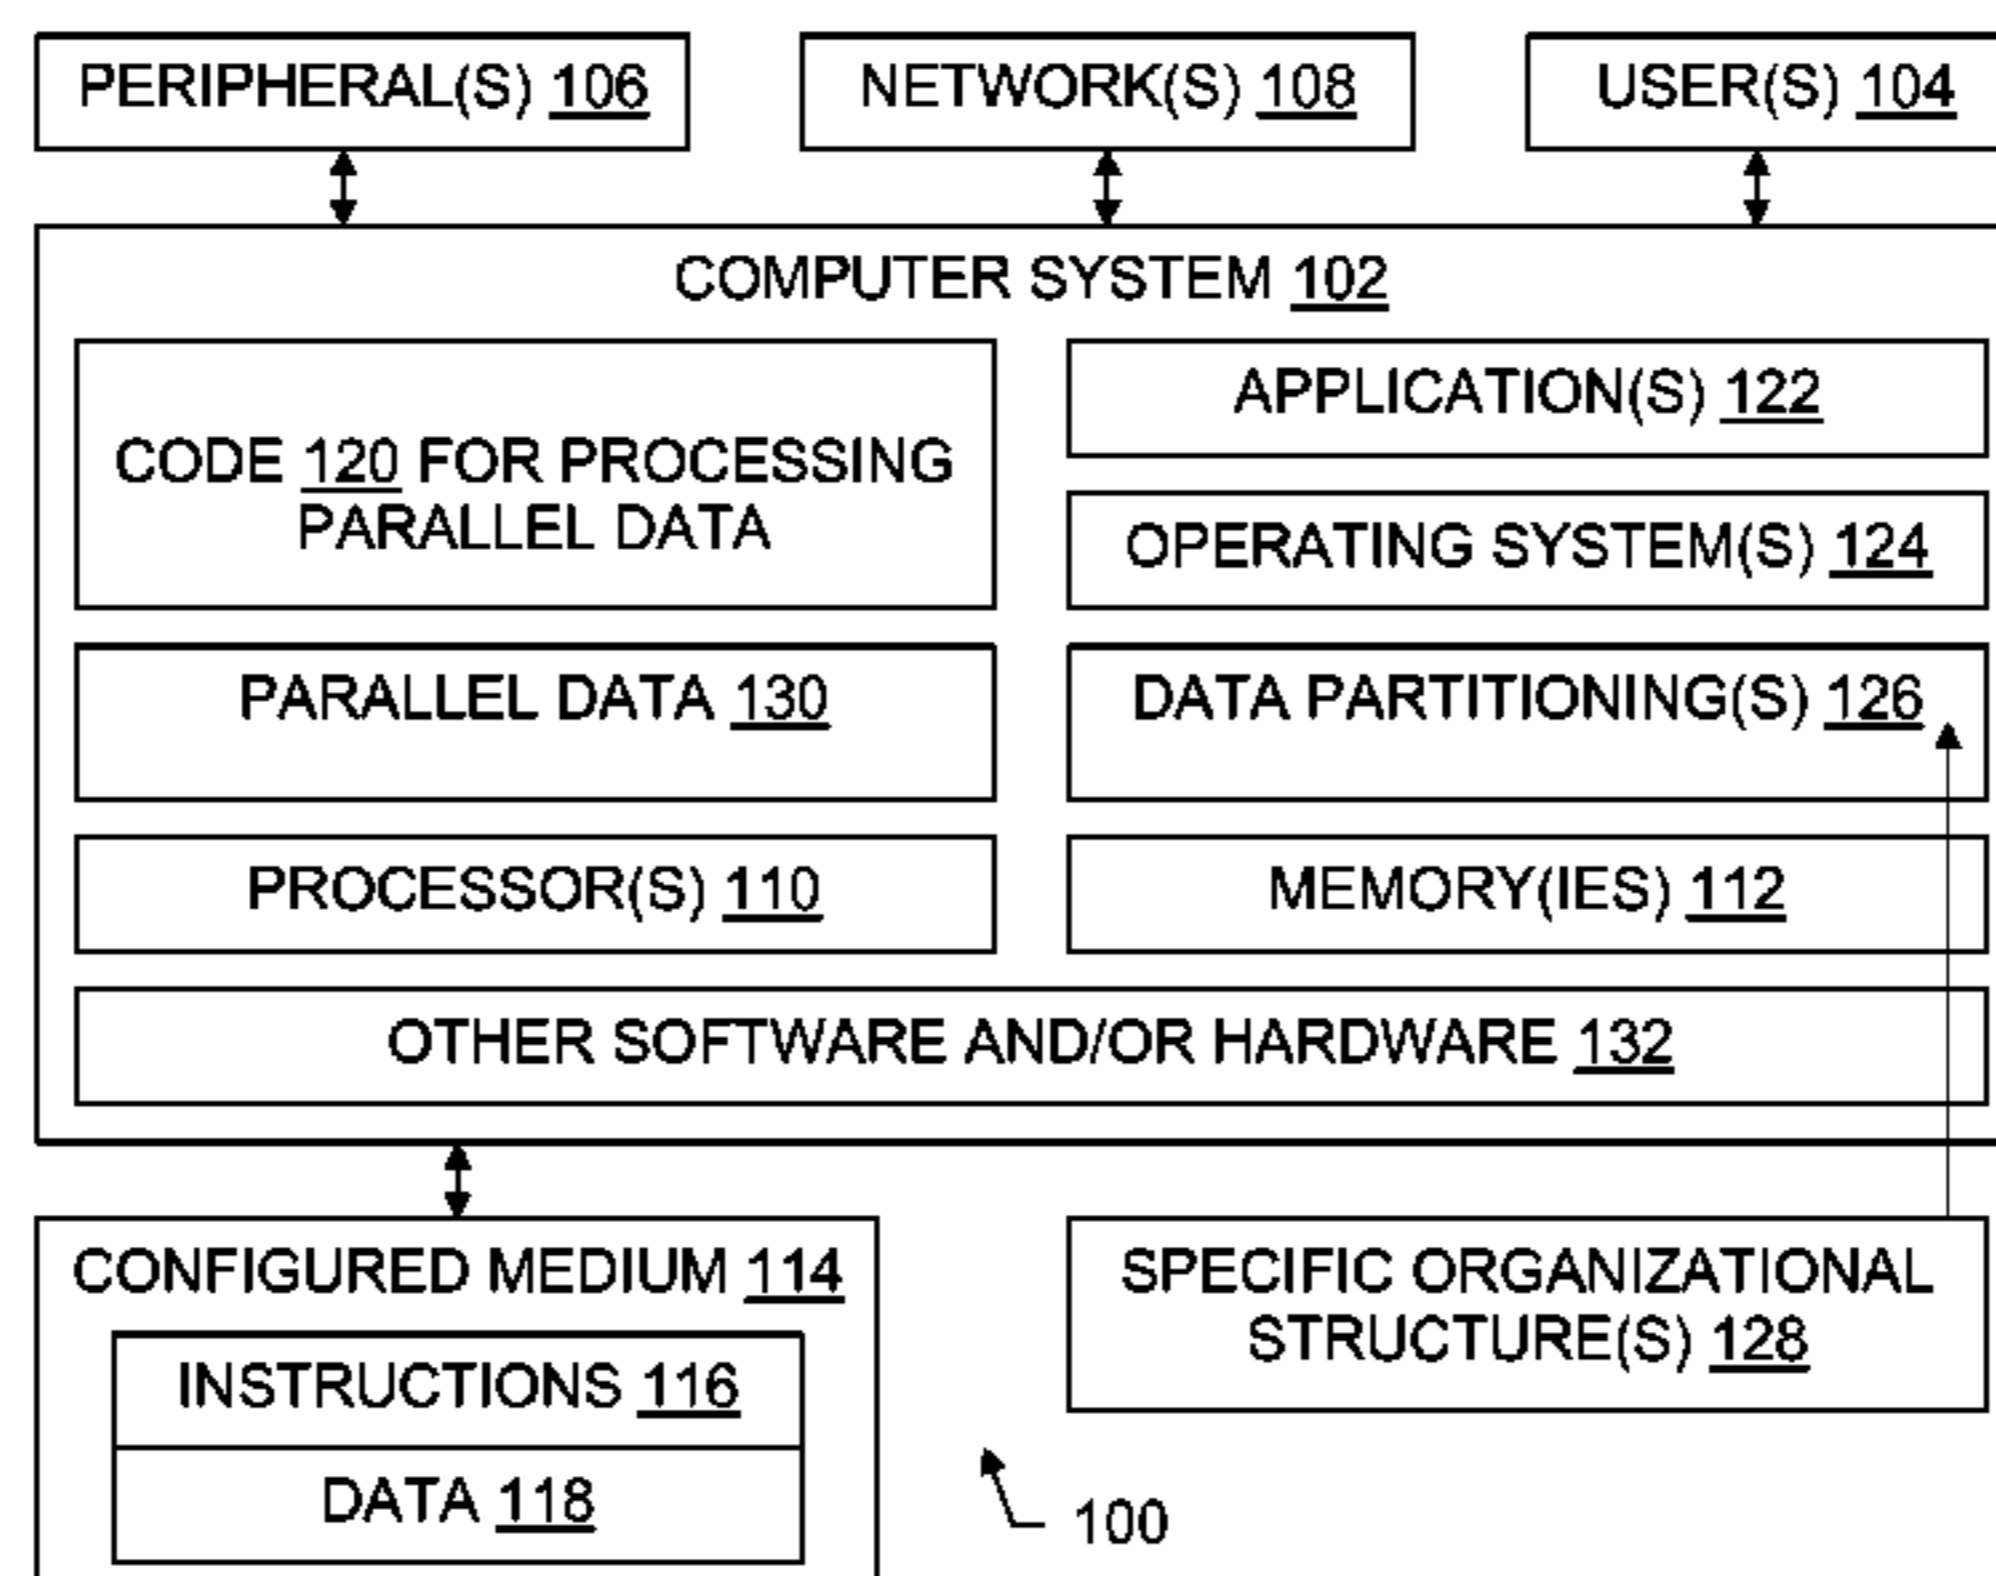 PERIPHERAL(S) 106
NETWORK(S) 108
USER(S) 104
COMPUTER SYSTEM 102
CODE 120 FOR PROCESSING
PARALLEL DATA
APPLICATION(S) 122
OPERATING SYSTEM(S) 124
PARALLEL DATA 130
DATA PARTITIONING(S) 126
PROCESSOR(S) 110
MEMORY(IES) 112
OTHER SOFTWARE AND/OR HARDWARE 132
CONFIGURED MEDIUM 114
INSTRUCTIONS 116
DATA 118
SPECIFIC ORGANIZATIONAL
STRUCTURE(S) 128
100